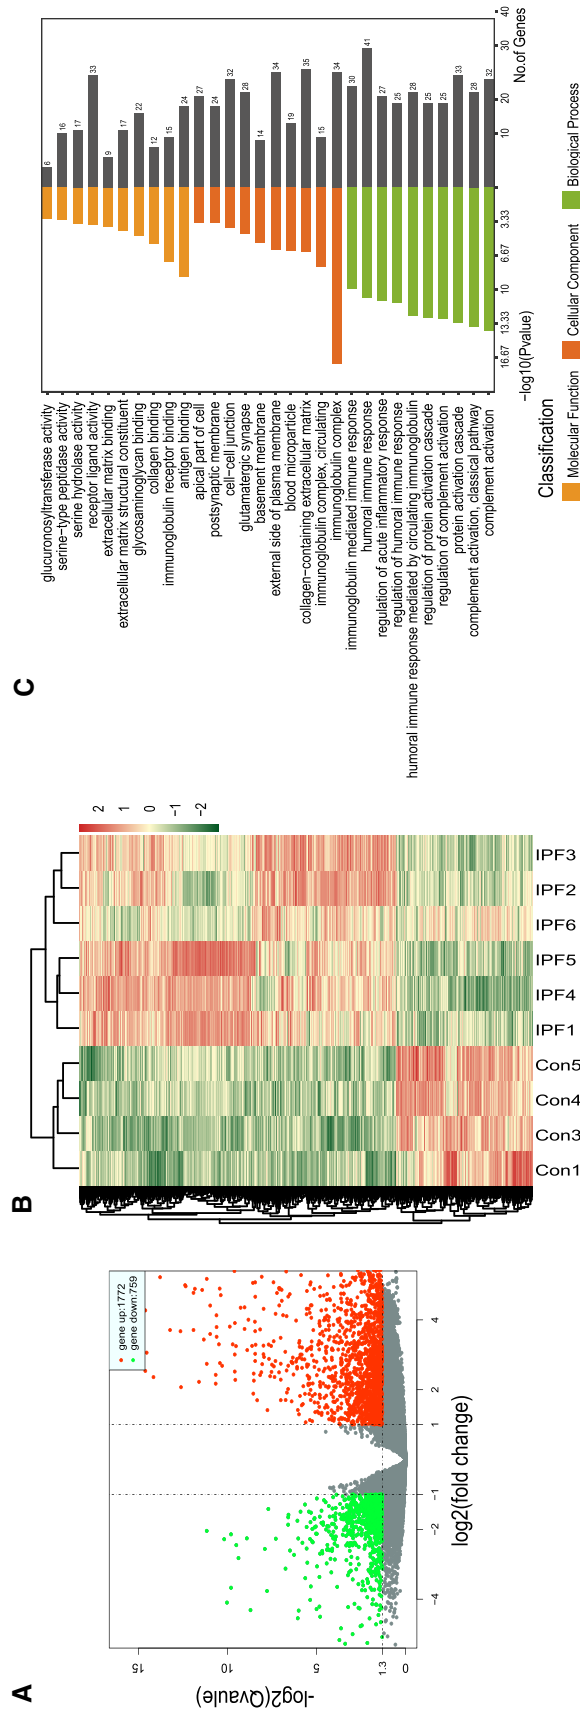 A
-log2(Qvaule)
15
10
5
1.3
0
gene up:1772
gene down:759
-4
-2
-1
1
2
4
log2(fold change)
B
2
1
0
-1
-2
Con1
Con3
Con4
Con5
IPF1
IPF4
IPF5
IPF6
IPF2
IPF3
C
glucuronosyltransferase activity 6
serine-type peptidase activity 16
serine hydrolase activity 17
receptor ligand activity 33
extracellular matrix binding 9
extracellular matrix structural constituent 17
glycosaminoglycan binding 22
collagen binding 12
immunoglobulin receptor binding 15
antigen binding 24
apical part of cell 27
postsynaptic membrane 24
cell-cell junction 32
glutamatergic synapse 28
basement membrane 14
external side of plasma membrane 34
blood microparticle 19
collagen-containing extracellular matrix 35
immunoglobulin complex, circulating 15
immunoglobulin complex 34
immunoglobulin mediated immune response 30
humoral immune response 41
regulation of acute inflammatory response 27
regulation of humoral immune response 25
humoral immune response mediated by circulating immunoglobulin 28
regulation of protein activation cascade 25
regulation of complement activation 25
protein activation cascade 33
complement activation, classical pathway 28
complement activation 32
16.67 13.33 10 6.67 3.33 10 20 30 40
-log10(Pvalue) No.of Genes
Classification
Molecular Function Cellular Component Biological Process